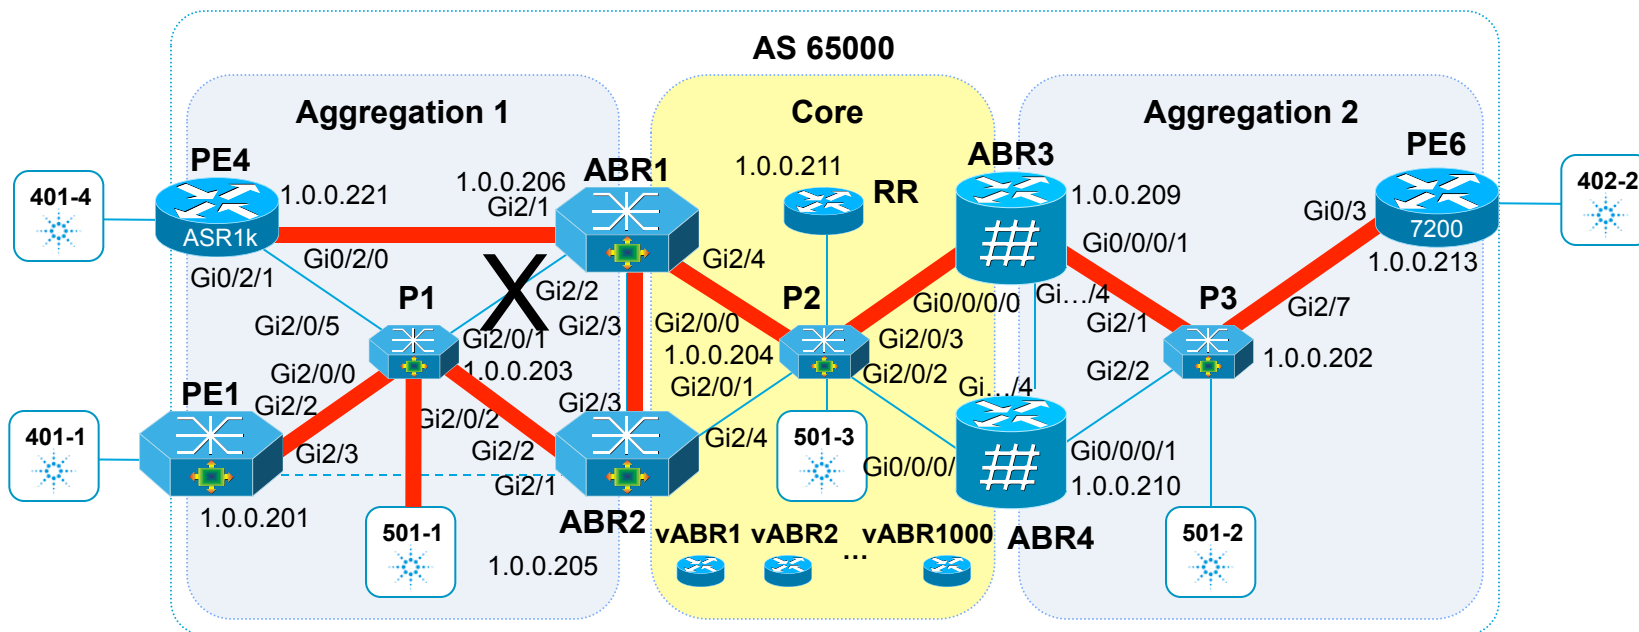 AS 65000
Aggregation 1
Core
Aggregation 2
PE4
1.0.0.206
ABR1
1.0.0.211
ABR3
PE6
401-4
1.0.0.221
Gi2/1
RR
1.0.0.209
402-2
Gi0/3
ASR1k
7200
Gi0/2/0
Gi0/0/0/1
Gi0/2/1
X
Gi2/4
1.0.0.213
P1
Gi2/2
P2
Gi0/0/0/0
Gi…/4
P3
Gi2/7
Gi2/0/5
Gi2/0/1
Gi2/3
Gi2/0/0
Gi2/0/3
Gi2/1
1.0.0.203
1.0.0.204
1.0.0.202
Gi2/0/0
Gi2/0/1
Gi2/0/2
Gi2/2
PE1
Gi2/2
Gi2/0/2
Gi2/3
Gi…/4
401-1
Gi2/3
Gi2/2
Gi2/4
501-3
Gi0/0/0/
Gi0/0/0/1
Gi2/1
1.0.0.210
1.0.0.201
501-1
ABR2
vABR1
vABR2
…
vABR1000
ABR4
501-2
1.0.0.205